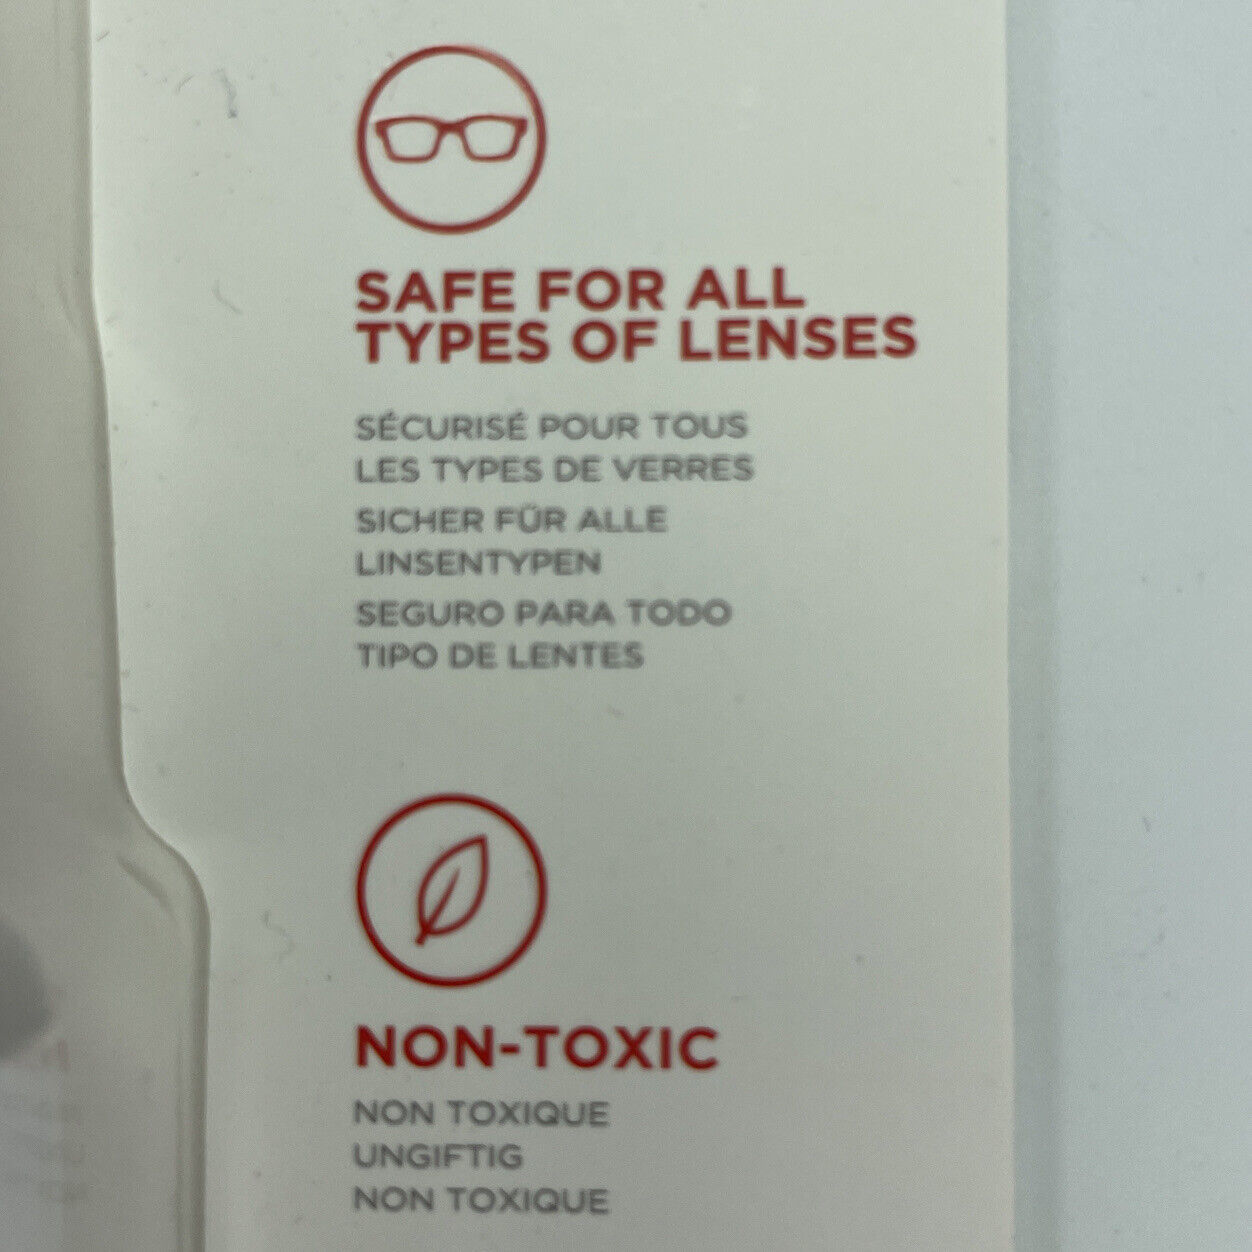 SAFE FOR ALL
TYPES OF LENSES
SÉCURISÉ POUR TOUS
LES TYPES DE VERRES
SICHER FÜR ALLE
LINSENTYPEN
SEGURO PARA TODO
TIPO DE LENTES
NON-TOXIC
NON TOXIQUE
UNGIFTIG
NON TOXIQUE